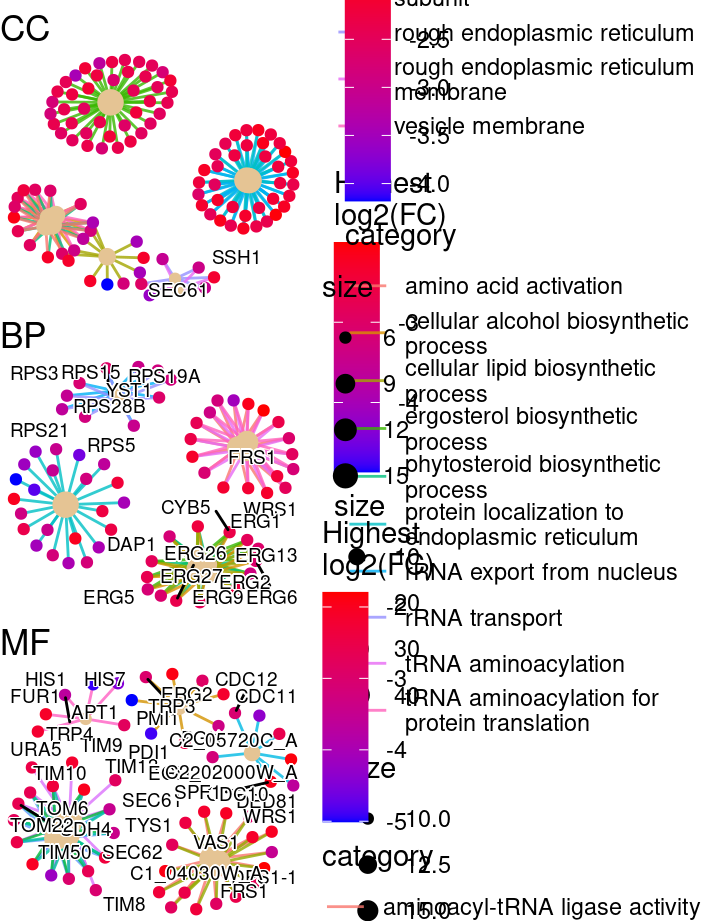 CC
subunit
rough endoplasmic reticulum
-2.5
rough endoplasmic reticulum
-3.0
membrane
vesicle membrane
-3.5
-4.0
Highest
log2(FC)
category
SSH1
SEC61
size
amino acid activation
-3
cellular alcohol biosynthetic
6
process
cellular lipid biosynthetic
9
process
-4
ergosterol biosynthetic
12
process
phytosteroid biosynthetic
15
process
size
protein localization to
Highest
endoplasmic reticulum
10
log2(FC)
rRNA export from nucleus
-2
20
rRNA transport
30
tRNA aminoacylation
-3
40
tRNA aminoacylation for
protein translation
-4
-5
10.0
category
12.5
aminoacyl-tRNA ligase activity
15.0
BP
RPS3
RPS15
RPS19A
YST1
RPS28B
RPS21
RPS5
FRS1
CYB5
WRS1
ERG1
DAP1
ERG26
ERG13
ERG27
ERG2
ERG5
ERG9
ERG6
MF
HIS1
HIS7
ERG2
CDC12
FUR1
TRP3
CDC11
APT1
TRP4
C2_05720C_A
URA5
TIM9
PDI1
TIM10
SEC61
TOM6
WRS1
TOM22
TYS1
VAS1
TIM50
SEC62
C1_04030W_A
FRS1
TIM8